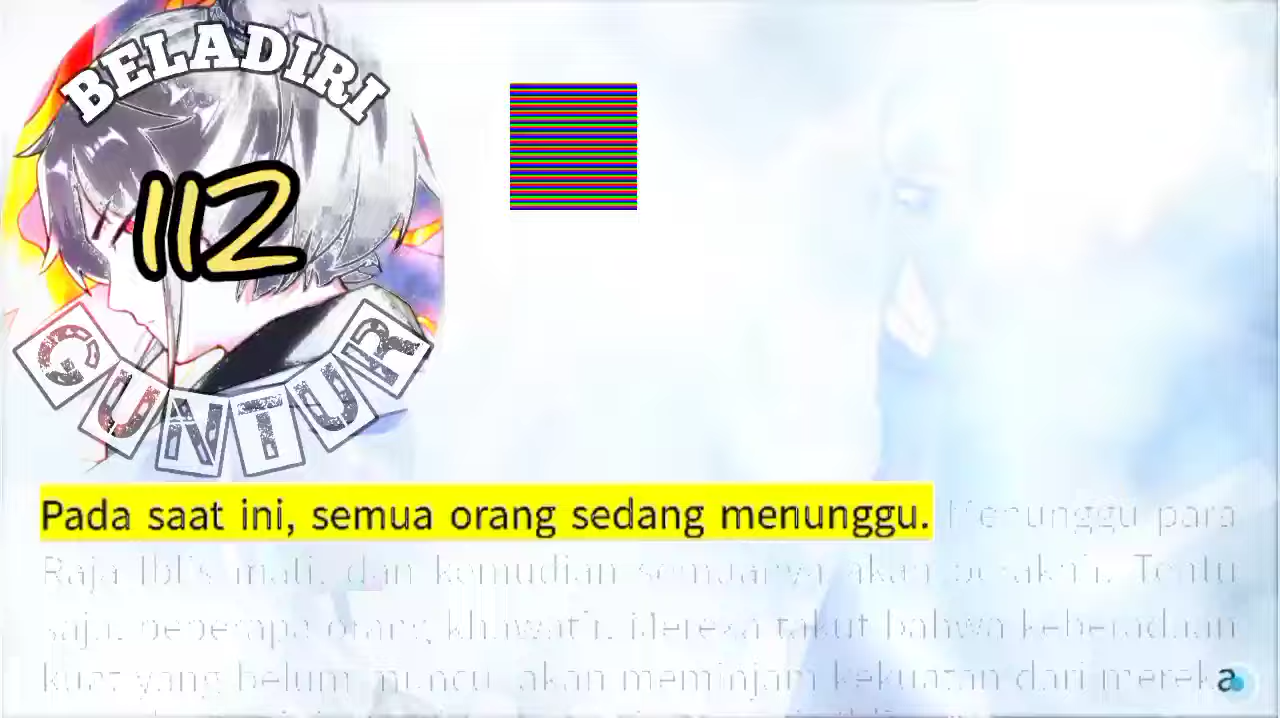 BELADIRI
112
GUNTUR
Pada saat ini, semua orang sedang menunggu. Menunggu para
Raja Iblis mati, dan kemudian semuanya akan berakhir. Tentu
saja, beberapa orang khawatir. Mereka takut bahwa keberadaan
kuat yang belum muncul akan meminjam kekuatan dari mereka